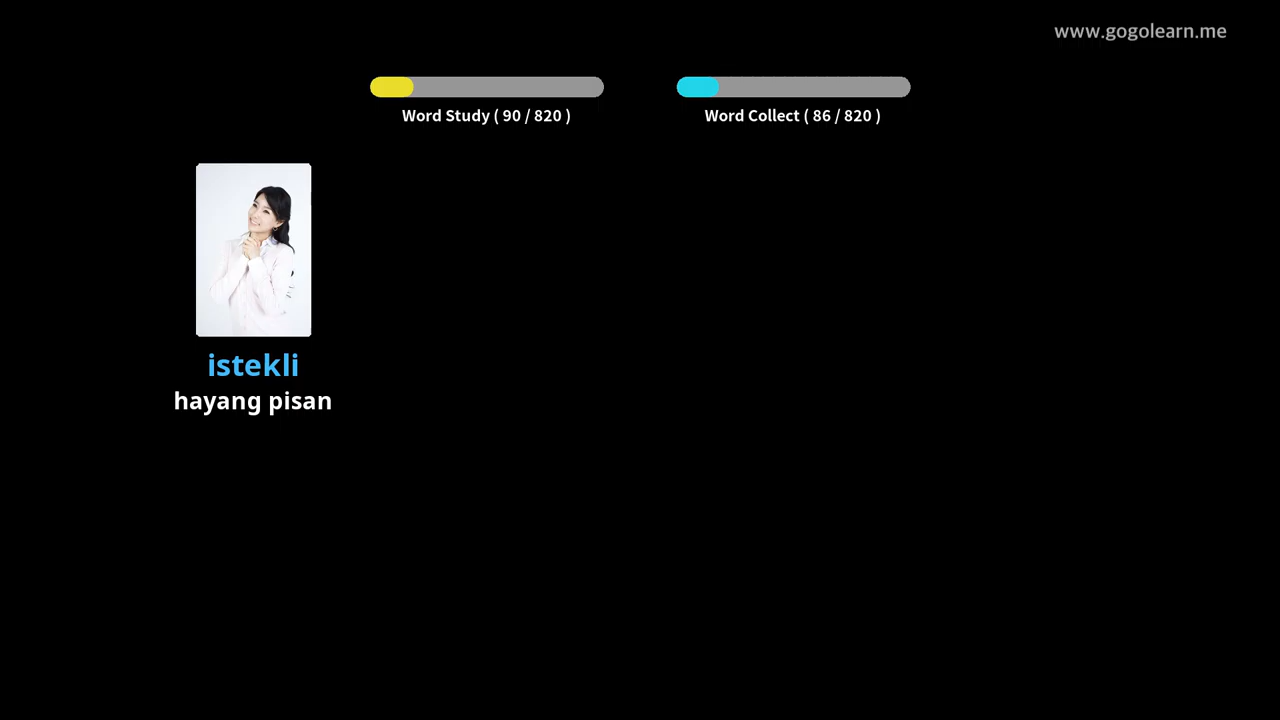 www.gogolearn.me
Word Study ( 90 / 820 )
Word Collect ( 86 / 820 )
istekli
hayang pisan